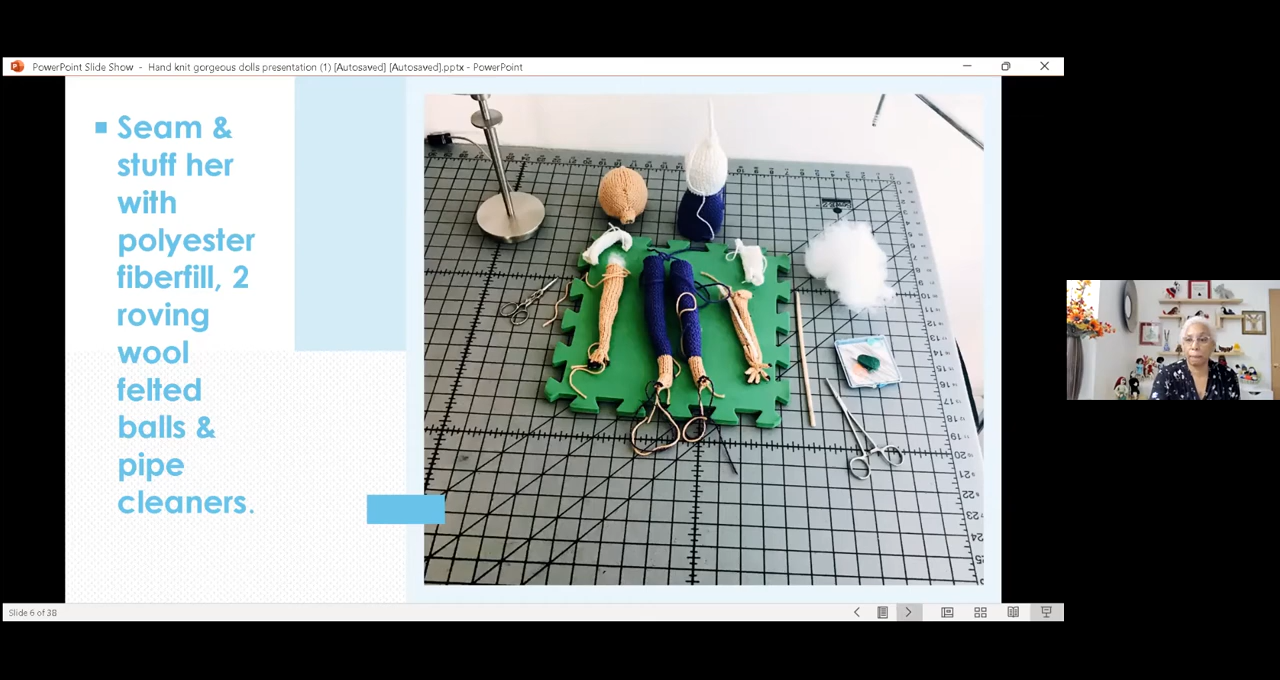 PowerPoint Slide Show - Hand knit gorgeous dolls presentation (1) [Autosaved] [Autosaved].pptx - PowerPoint
Seam &
stuff her
with
polyester
fiberfill, 2
roving
wool
felted
balls &
pipe
cleaners.
Slide 6 of 38